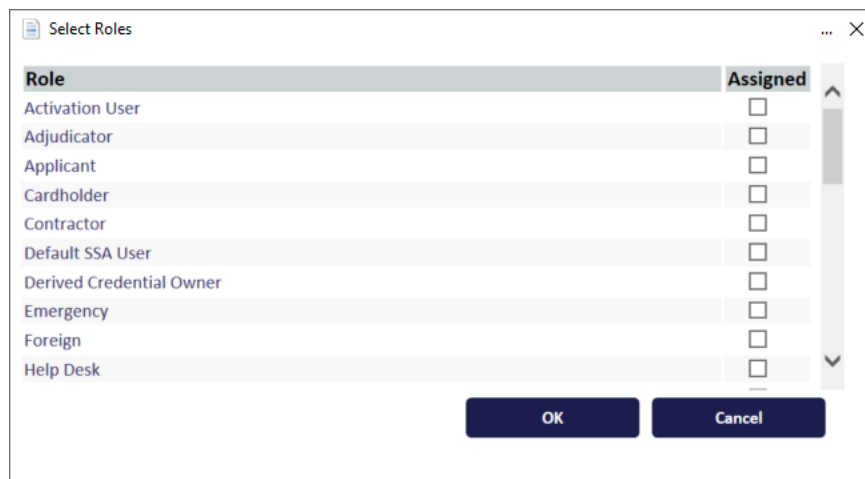 Select Roles ...
Role Assigned
Activation User
Adjudicator
Applicant
Cardholder
Contractor
Default SSA User
Derived Credential Owner
Emergency
Foreign
Help Desk
OK Cancel